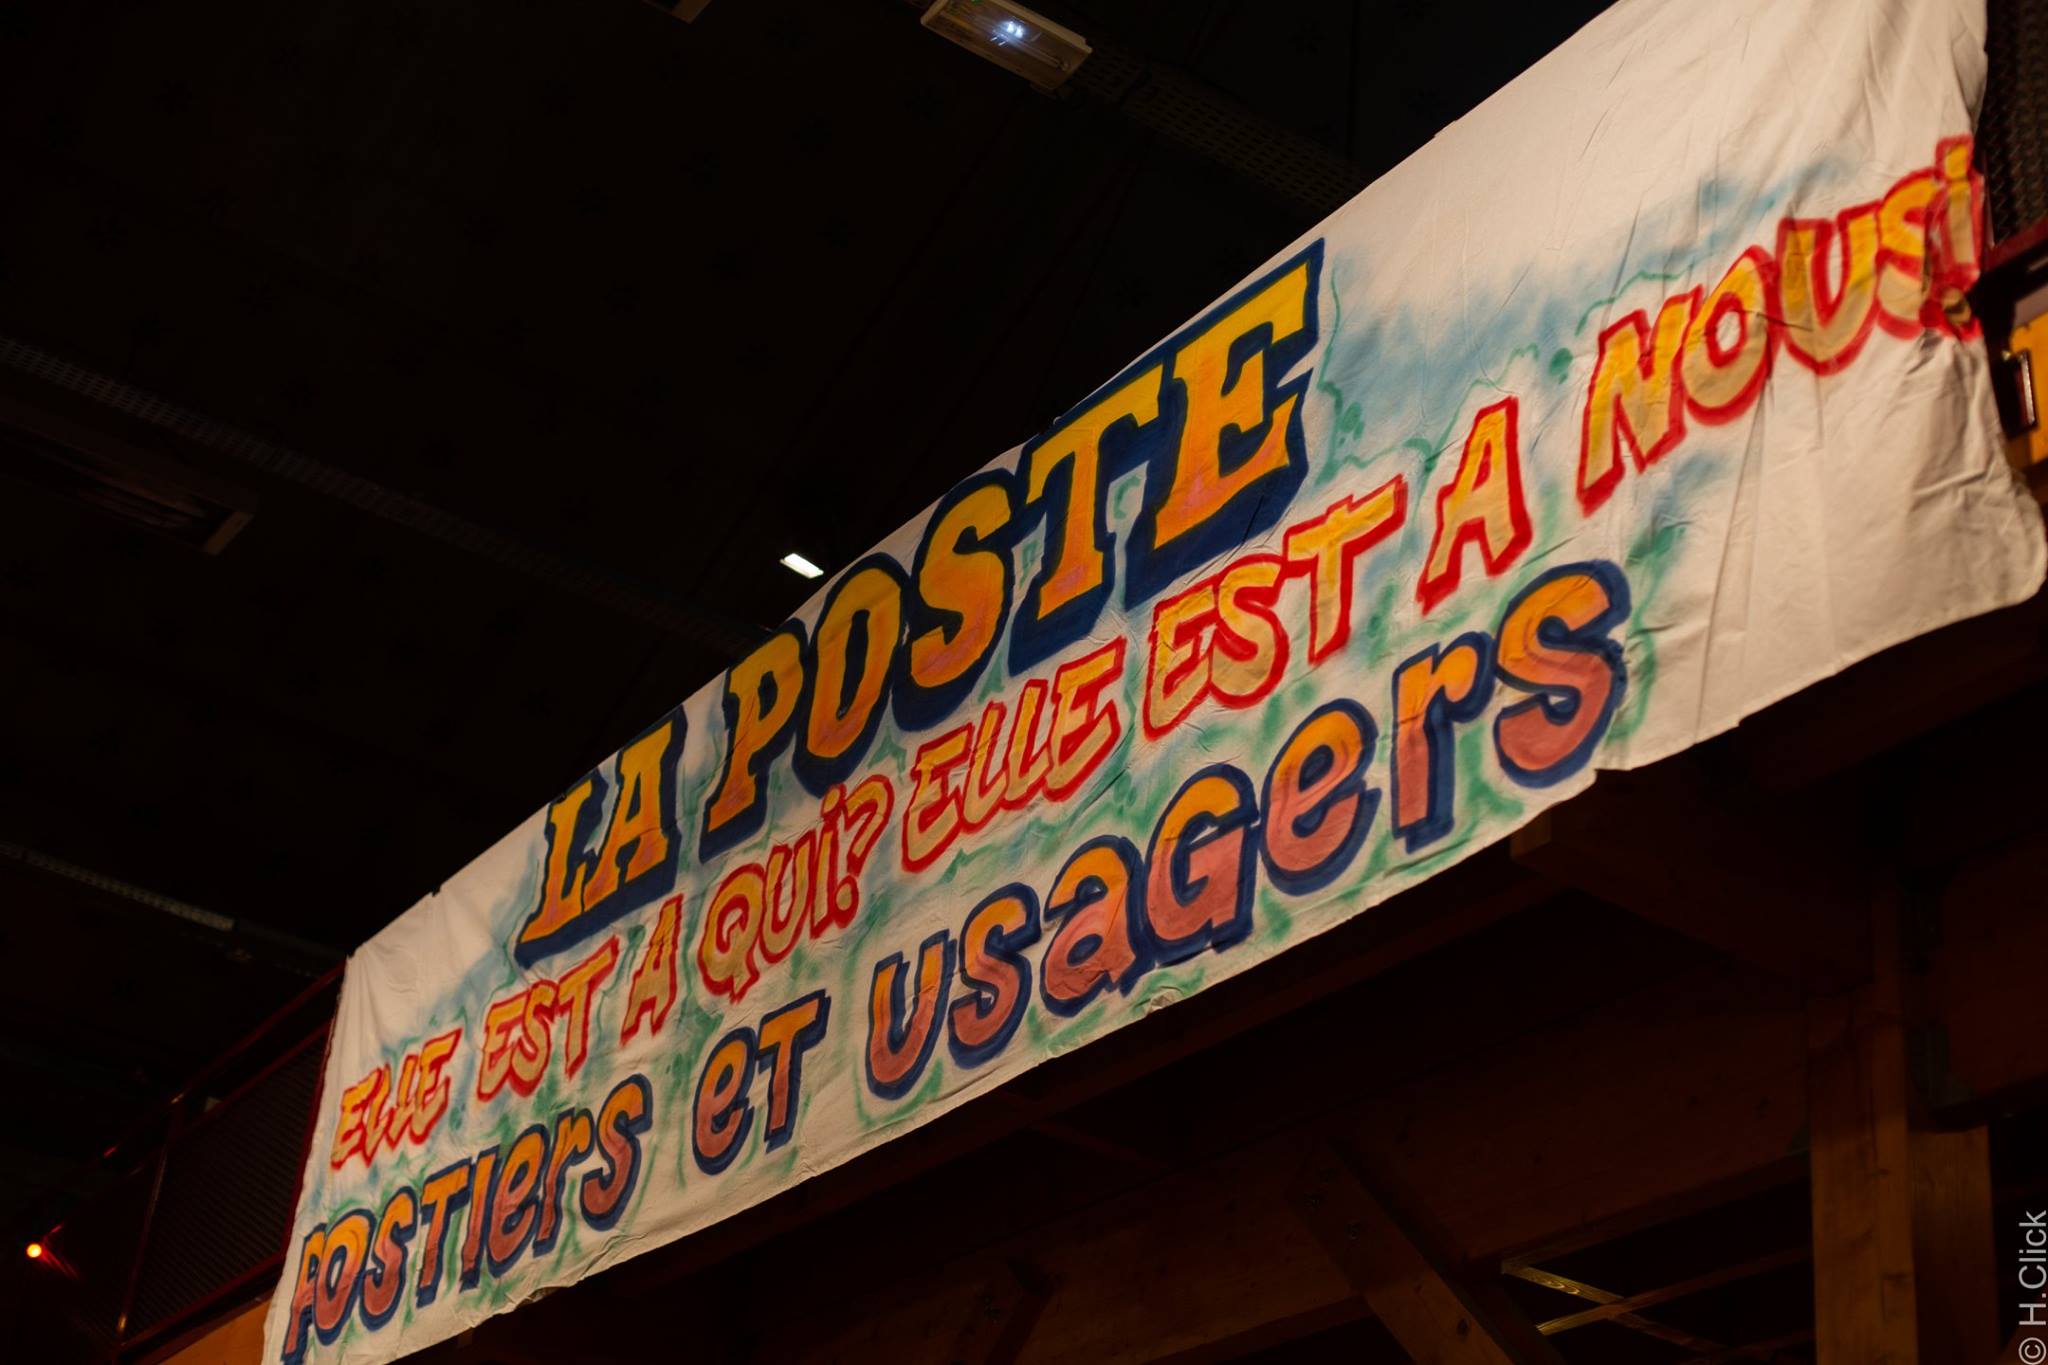 LA POSTE
ELLE EST A QUi? ELLE EST A NOUS!
POSTIers eT usaGers
© H.Click